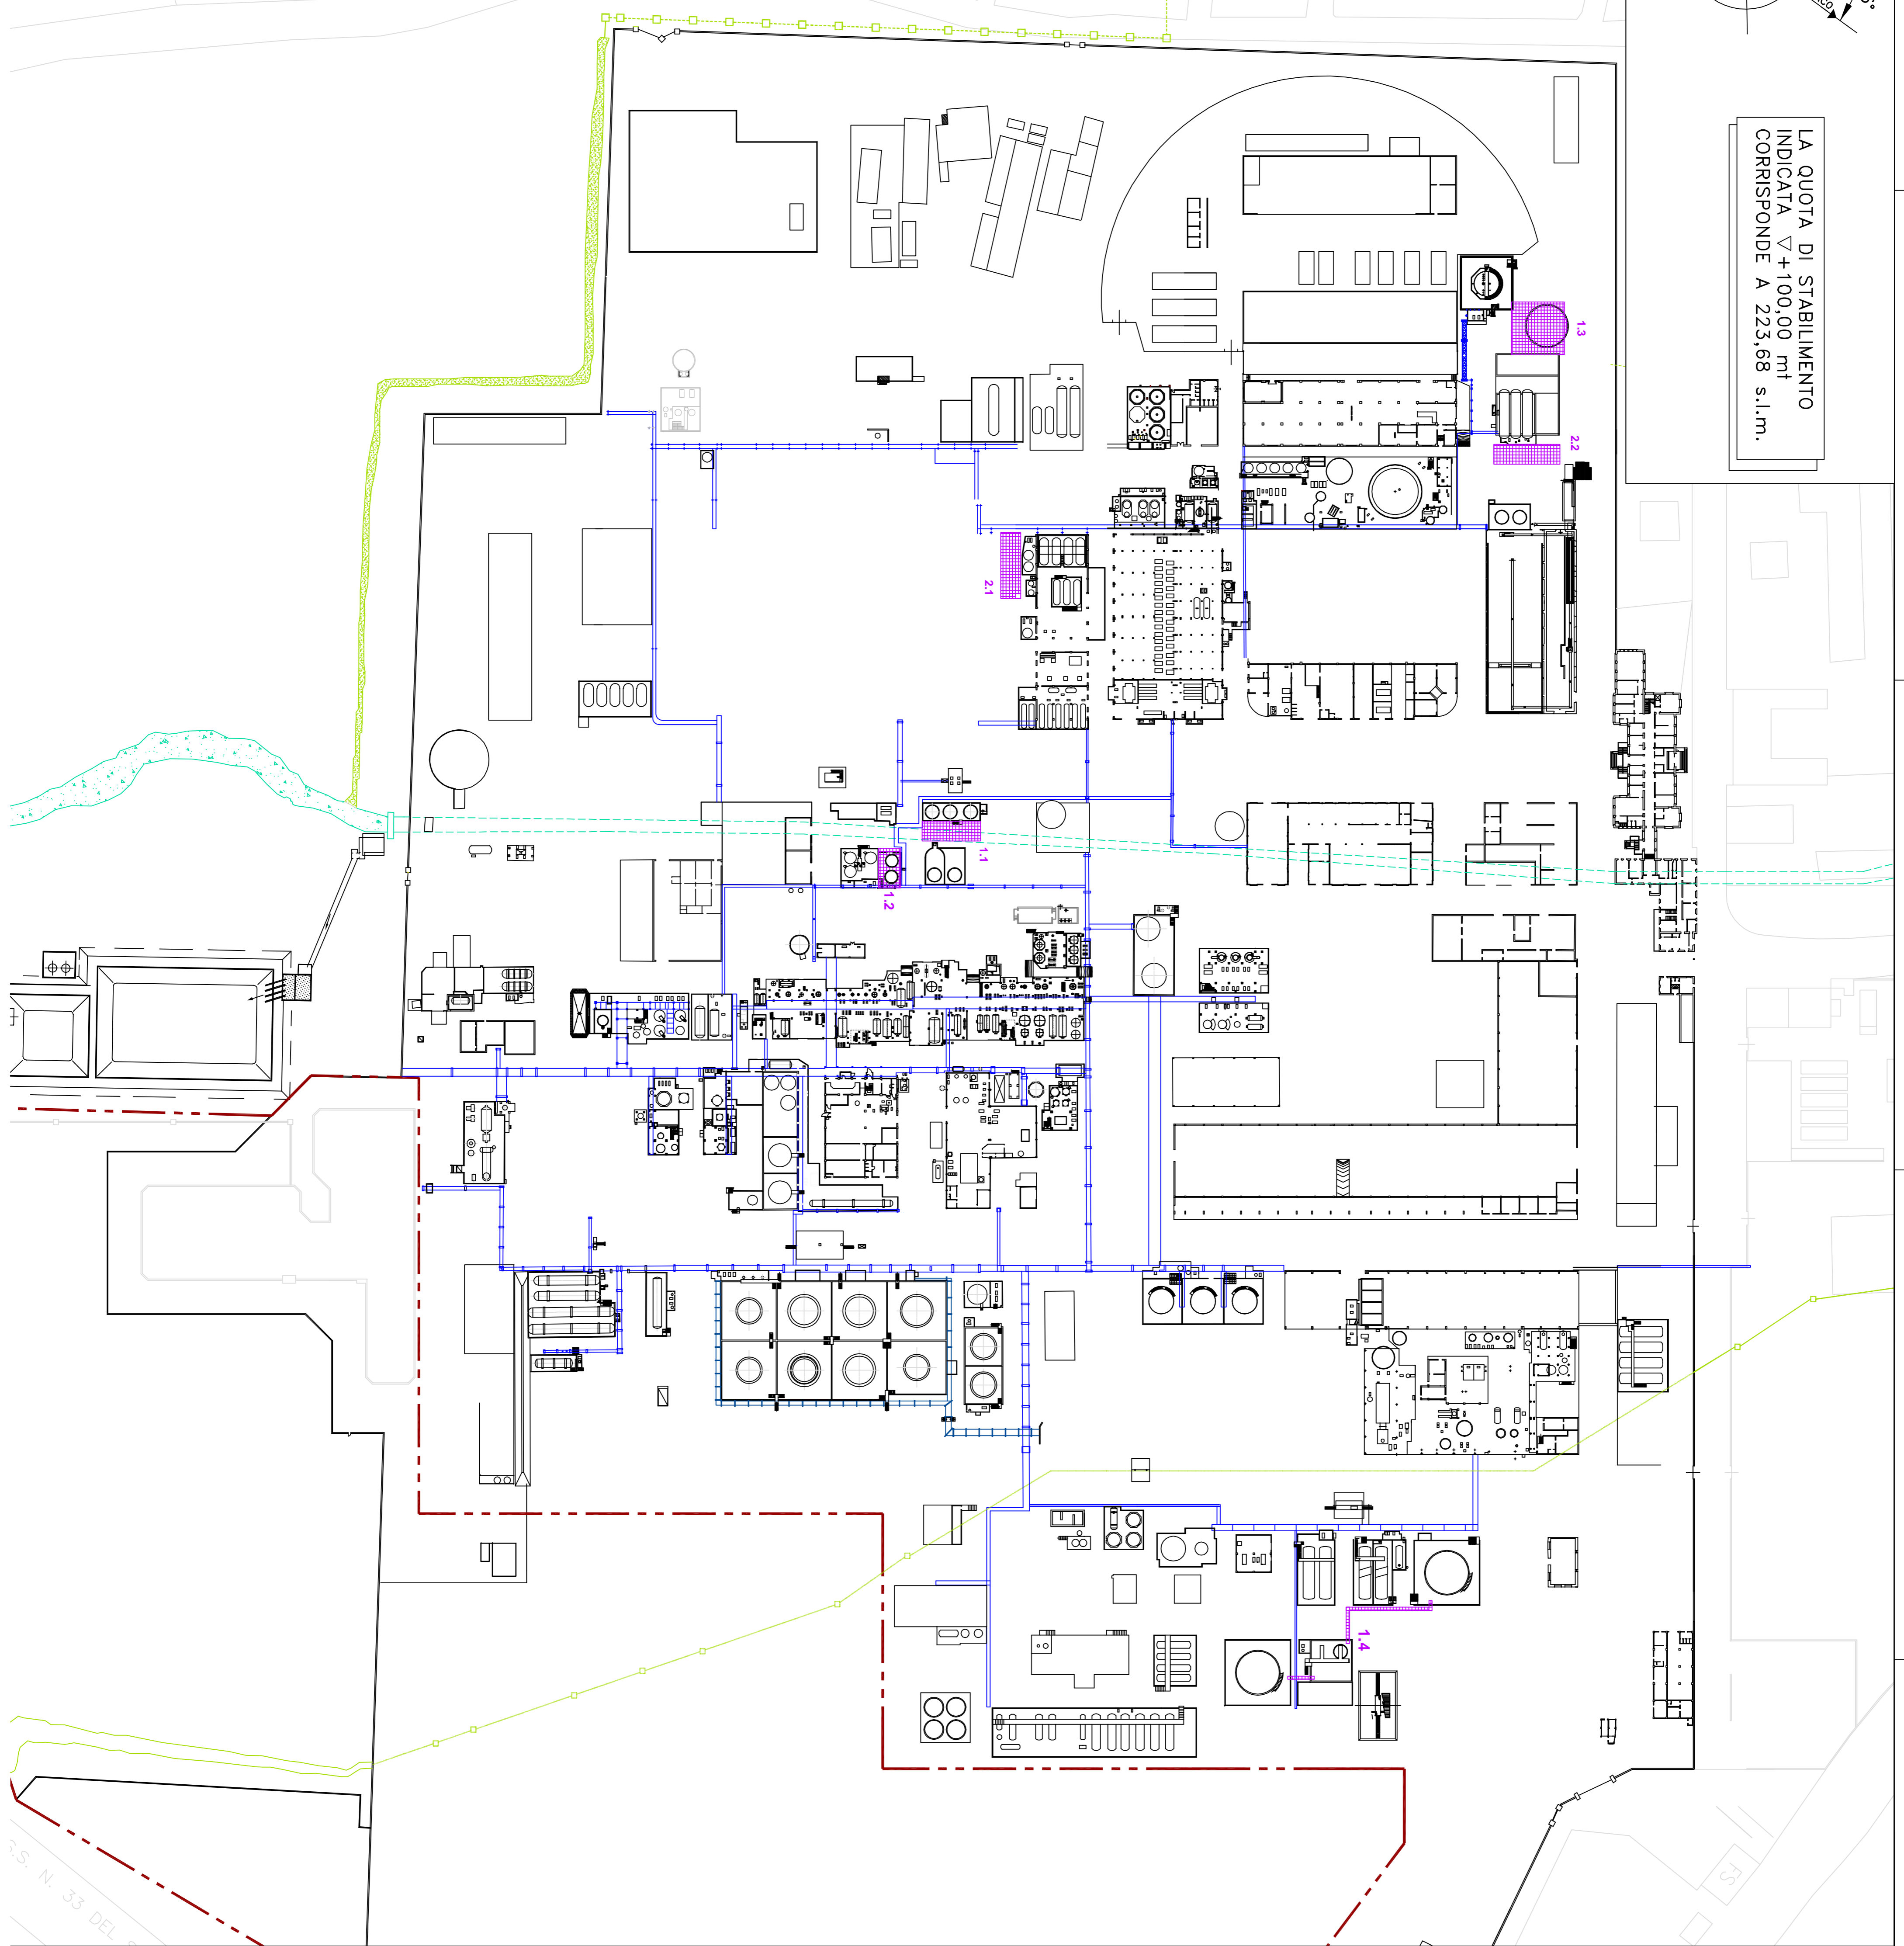 LA QUOTA DI STABILIMENTO
INDICATA ▽+100,00 mt
CORRISPONDE A 223,68 s.l.m.
1.3
2.2
2.1
1.1
1.2
1.4
FS
S.S. N. 33 DEL